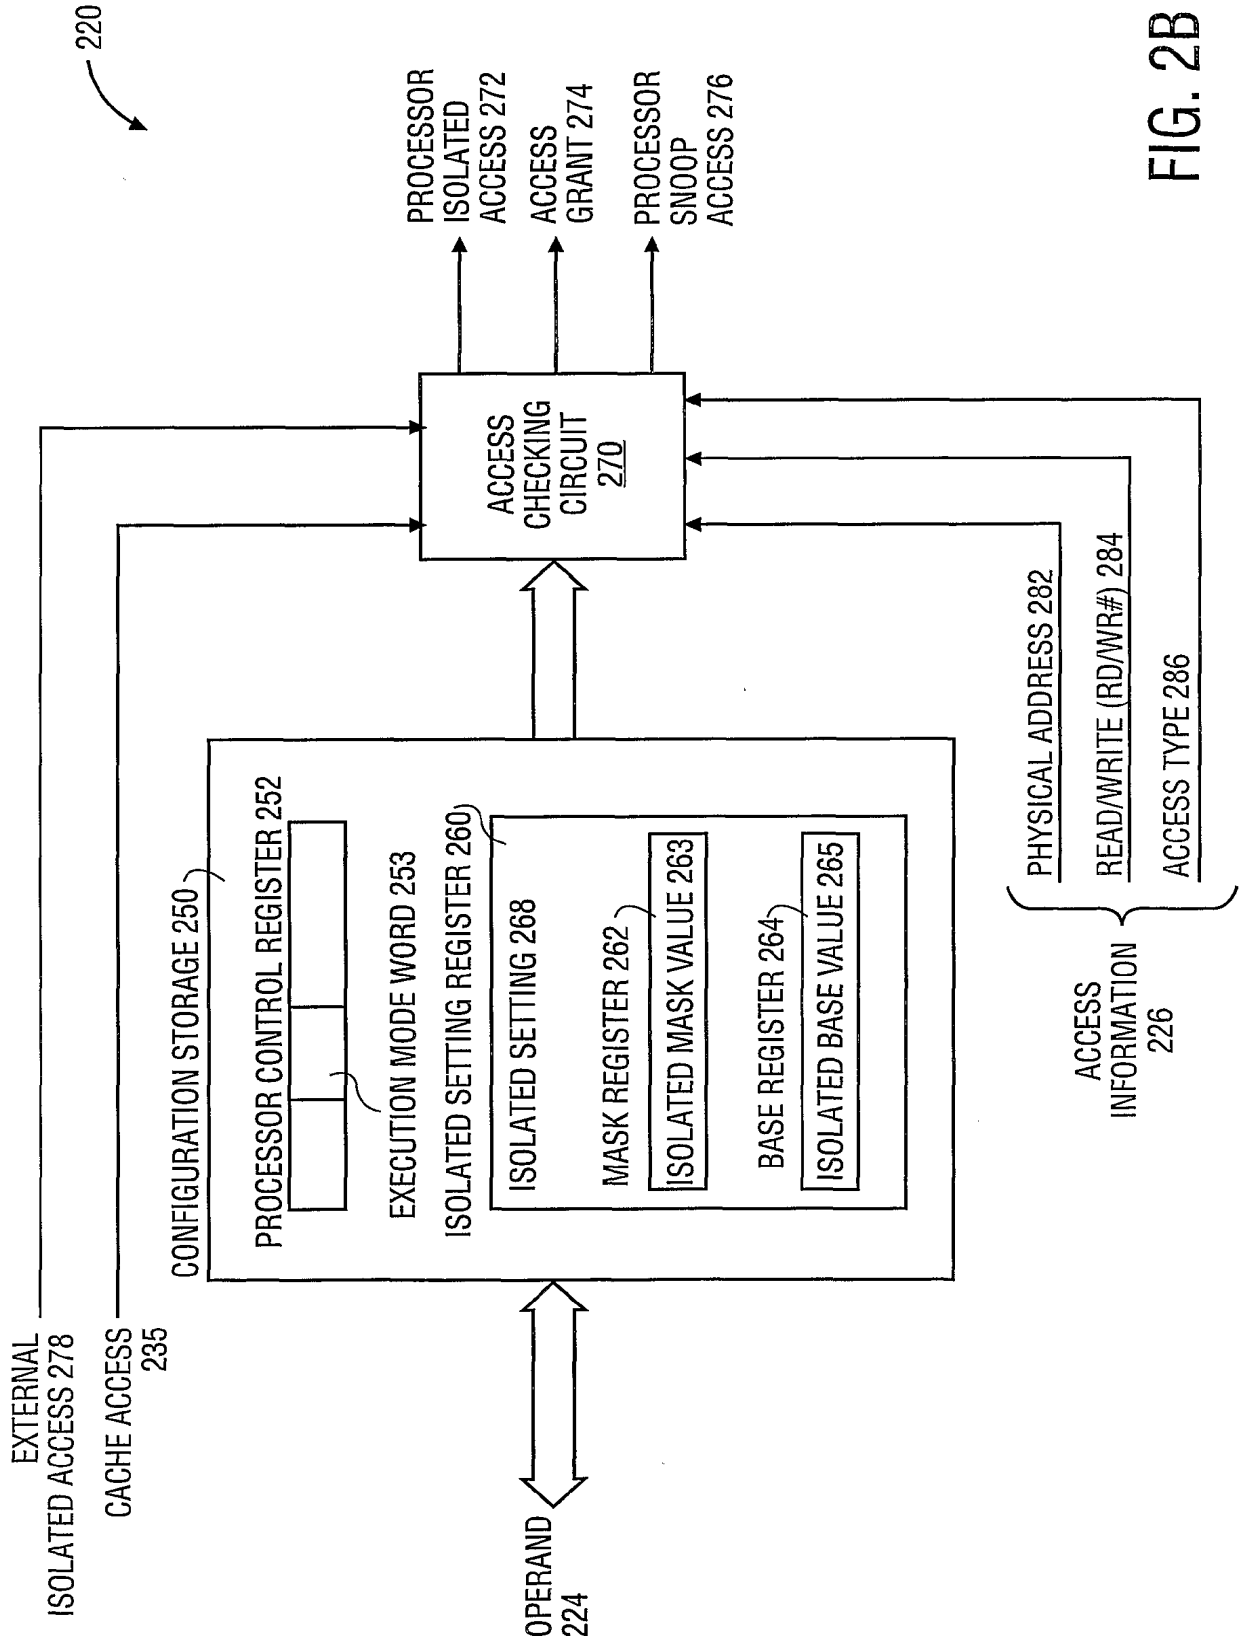 220
EXTERNAL
ISOLATED ACCESS 278
CACHE ACCESS
235
CONFIGURATION STORAGE 250
PROCESSOR CONTROL REGISTER 252
EXECUTION MODE WORD 253
ISOLATED SETTING REGISTER 260
ISOLATED SETTING 268
MASK REGISTER 262
ISOLATED MASK VALUE 263
BASE REGISTER 264
ISOLATED BASE VALUE 265
OPERAND
224
ACCESS
CHECKING
CIRCUIT
270
PROCESSOR
ISOLATED
ACCESS 272
ACCESS
GRANT 274
PROCESSOR
SNOOP
ACCESS 276
PHYSICAL ADDRESS 282
READ/WRITE (RD/WR#) 284
ACCESS TYPE 286
ACCESS
INFORMATION
226
FIG. 2B